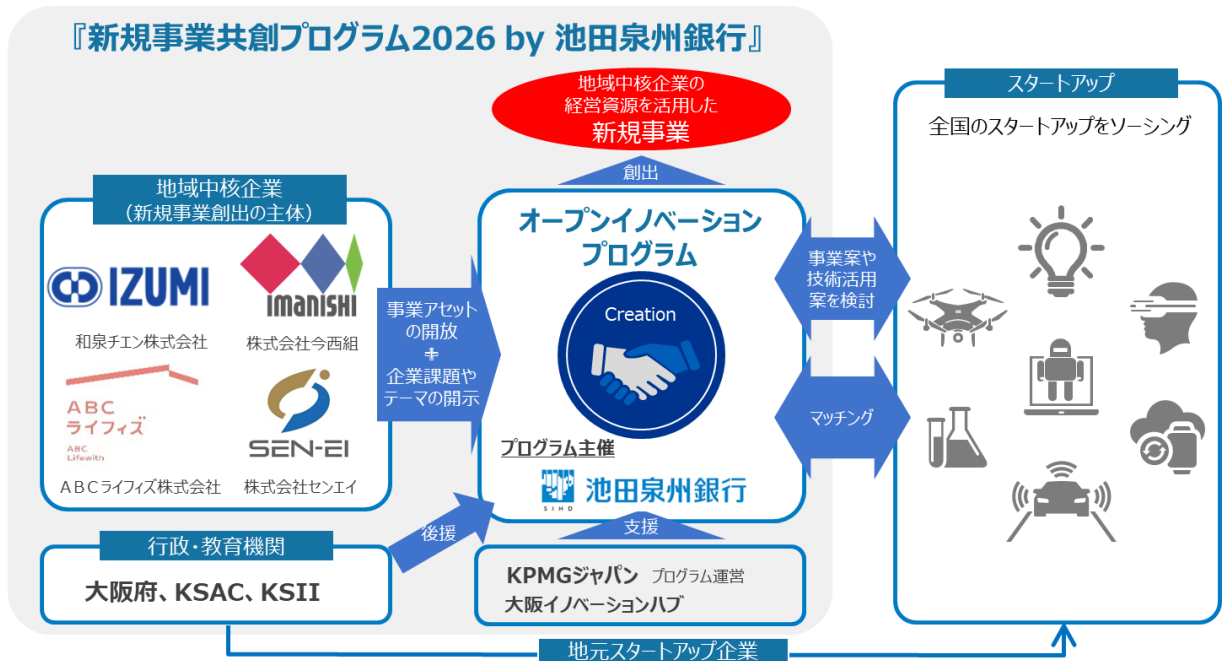 『新規事業共創プログラム2026 by 池田泉州銀行』
地域中核企業の
経営資源を活用した
新規事業
創出
地域中核企業
（新規事業創出の主体）
IZUMI
和泉チエン株式会社
imanishi
株式会社今西組
ABC
ライフィズ
ABC
Lifewith
ABCライフィズ株式会社
SEN-EI
株式会社センエイ
事業アセット
の開放
+
企業課題や
テーマの開示
オープンイノベーション
プログラム
Creation
プログラム主催
SIHD
池田泉州銀行
事業案や
技術活用
案を検討
マッチング
スタートアップ
全国のスタートアップをソーシング
行政・教育機関
大阪府、KSAC、KSII
後援
支援
KPMGジャパン プログラム運営
大阪イノベーションハブ
地元スタートアップ企業